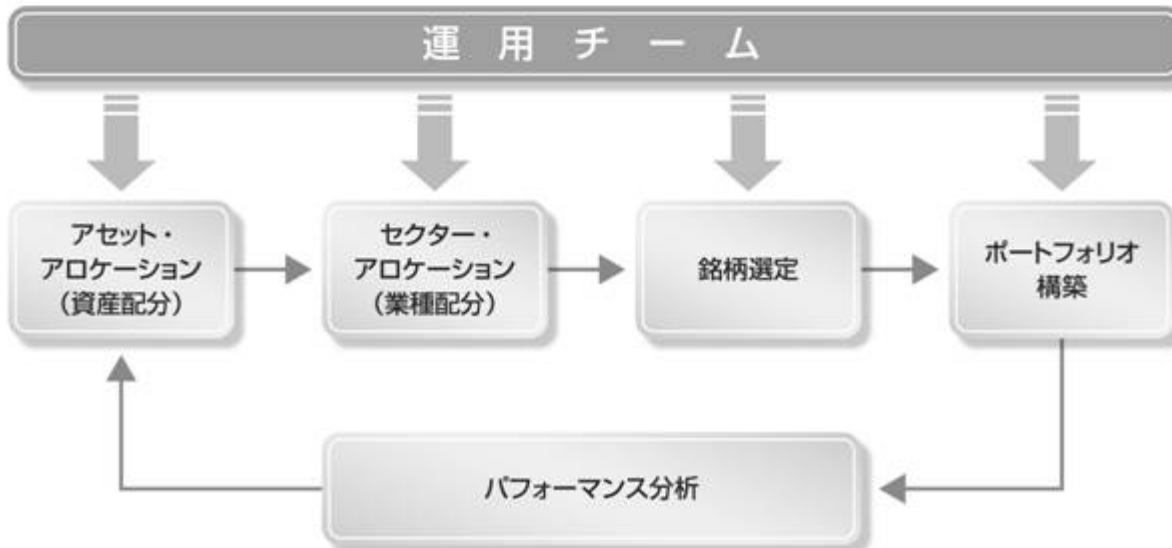 運用チーム
アセット・
アロケーション
（資産配分）
セクター・
アロケーション
（業種配分）
銘柄選定
ポートフォリオ
構築
パフォーマンス分析